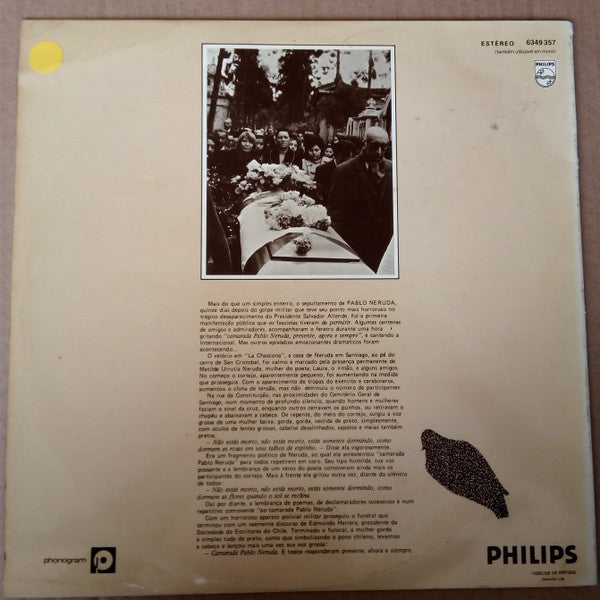 ESTÉREO 6349 357
(também utilizável em mono)
PHILIPS
Mais do que um simples enterro, o sepultamento de PABLO NERUDA,
quinze dias depois do golpe militar que teve seu ponto mais horroroso no
trágico desaparecimento do Presidente Salvador Allende, foi a primeira
manifestação pública que os fascistas tiveram de permitir. Algumas centenas
de amigos e admiradores, acompanharam o feretro durante uma hora
gritando "camarada Pablo Neruda, presente, agora e sempre", e cantando a
Internacional. Mas outros episódios emocionantes dramáticos foram
acontecendo...
O velório em "La Chascona", a casa de Neruda em Santiago, ao pé do
cerro de San Cristobal, foi calmo e marcado pela presença permanente de
Matilde Urrutia Neruda, mulher do poeta, Laura, o irmão, e alguns amigos.
No começo o cortejo, aparentemente pequeno, foi aumentando na medida
que prosseguia. Com o aparecimento de tropas do exercito e carabineros,
aumentou o clima de tensão, mas não diminuiu o número de participantes.
Na rua da Constituição, nas proximidades do Cemitério Geral de
Santiago, num momento de profundo silencio, quando homens e mulheres
faziam o sinal da cruz, enquanto outros cerravam os punhos, ou retiravam o
chapéu e abaixavam a cabeça. De repente, do meio do cortejo, surgiu a voz
grossa de uma mulher baixa, gorda, gorda, vestida de preto, simplesmente,
com oculos de lentes grossas, cabelos desalinhados, sapatos e meias também
pretos.
— Não estás morto, não estás morto, estás somente dormindo, como
dormem as rosas em seus talhos de espinho. — Disse ela vigorosamente.
Era um fragmento poético de Neruda, ao qual ela acrescentou "camarada
Pablo Neruda" para todos repetirem em coro. Seu tipo humilde, sua voz
possante e a lembrança de um verso do poeta comoveram ainda mais os
participantes do cortejo. Mais à frente ela gritou outra vez, diante do silêncio
de todos.
— Não estás morto, não estás morto, estás somente dormindo, como
dormem as flores quando o sol se reclina.
Daí por diante, a lembrança de poemas, de declamadores sucessivos e num
repetitivo comovente "ao camarada Pablo Neruda".
Com um horroroso aparato policial militar prosseguiu o funeral que
terminou com um veemente discurso de Edmundo Herrera, presidente da
Sociedade de Escritores do Chile. Terminado o funeral, a mulher gorda
e simples toda de preto, como que simbolizando o povo chileno, levantou
a cabeça e lançou mais uma vez sua voz grossa:
— Camarada Pablo Neruda. E todos responderam presente, ahora e siempre.
phonogram
PHILIPS
FABRICADO EM PORTUGAL